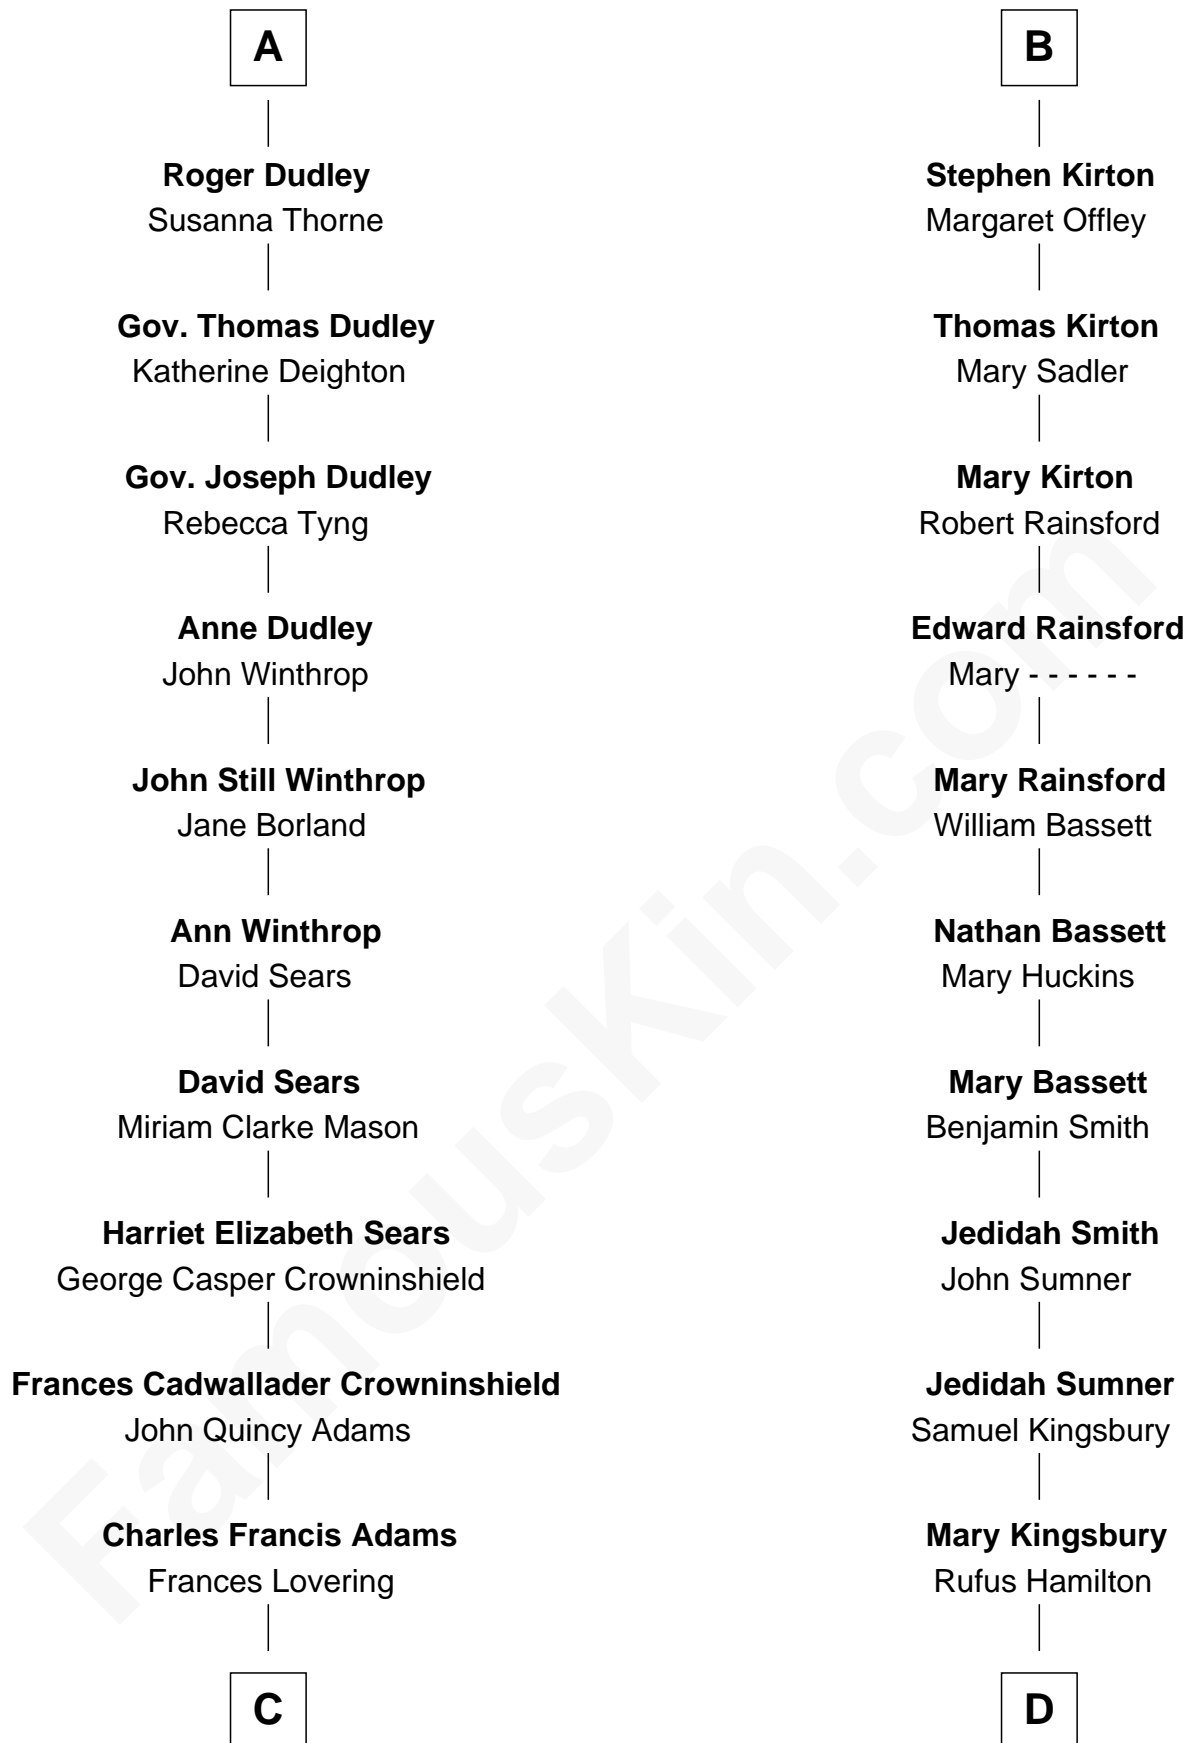 A
Roger Dudley
Susanna Thorne
Gov. Thomas Dudley
Katherine Deighton
Gov. Joseph Dudley
Rebecca Tyng
Anne Dudley
John Winthrop
John Still Winthrop
Jane Borland
Ann Winthrop
David Sears
David Sears
Miriam Clarke Mason
Harriet Elizabeth Sears
George Casper Crowninshield
Frances Cadwallader Crowninshield
John Quincy Adams
Charles Francis Adams
Frances Lovering
C
B
Stephen Kirton
Margaret Offley
Thomas Kirton
Mary Sadler
Mary Kirton
Robert Rainsford
Edward Rainsford
Mary - - - - - -
Mary Rainsford
William Bassett
Nathan Bassett
Mary Huckins
Mary Bassett
Benjamin Smith
Jedidah Smith
John Sumner
Jedidah Sumner
Samuel Kingsbury
Mary Kingsbury
Rufus Hamilton
D
FamousKin.com